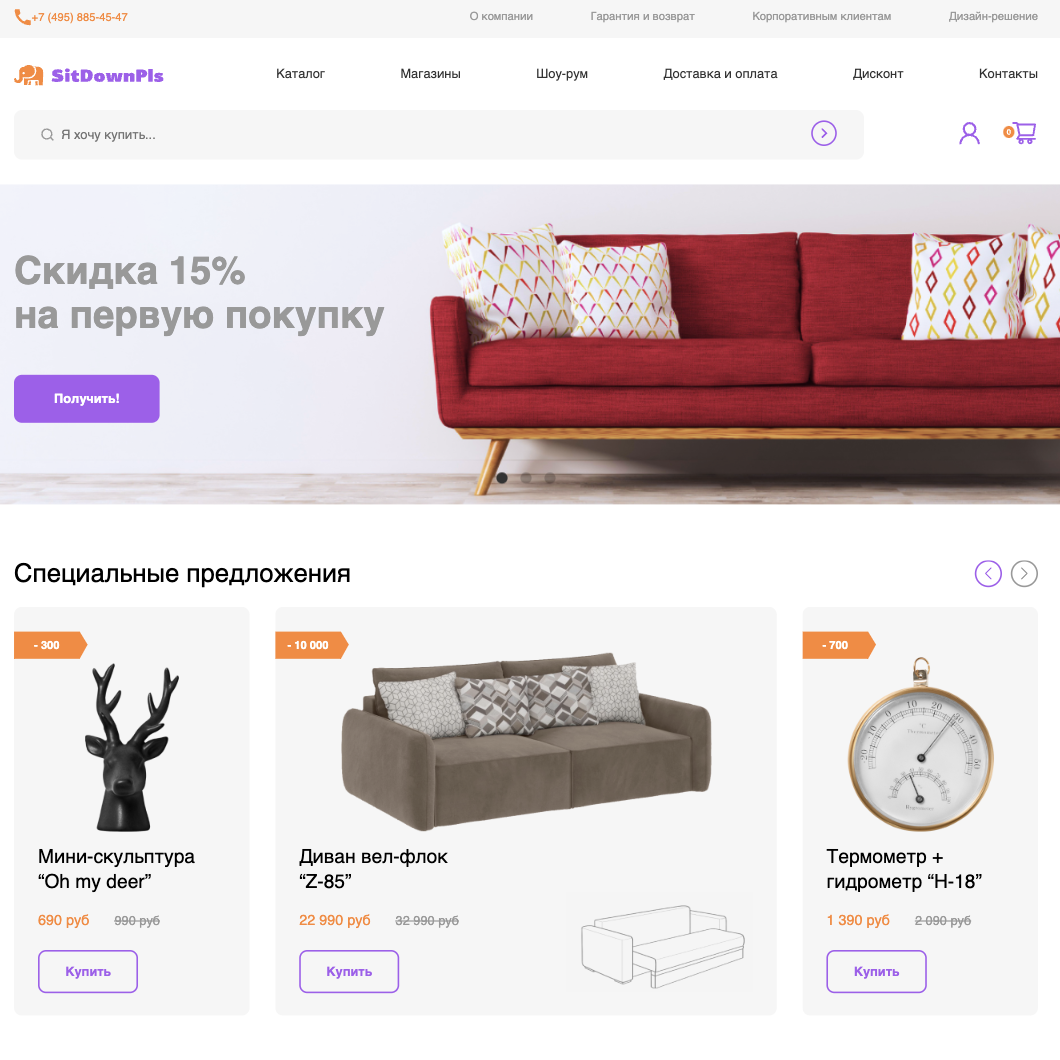 +7 (495) 885-45-47
О компании
Гарантия и возврат
Корпоративным клиентам
Дизайн-решение
SitDownPls
Каталог
Магазины
Шоу-рум
Доставка и оплата
Дисконт
Контакты
Я хочу купить...
0
Скидка 15%
на первую покупку
Получить!
Специальные предложения
- 300
Мини-скульптура
“Oh my deer”
690 руб 990 руб
Купить
- 10 000
Диван вел-флок
“Z-85”
22 990 руб 32 990 руб
Купить
- 700
Термометр +
гидрометр “Н-18”
1 390 руб 2 090 руб
Купить